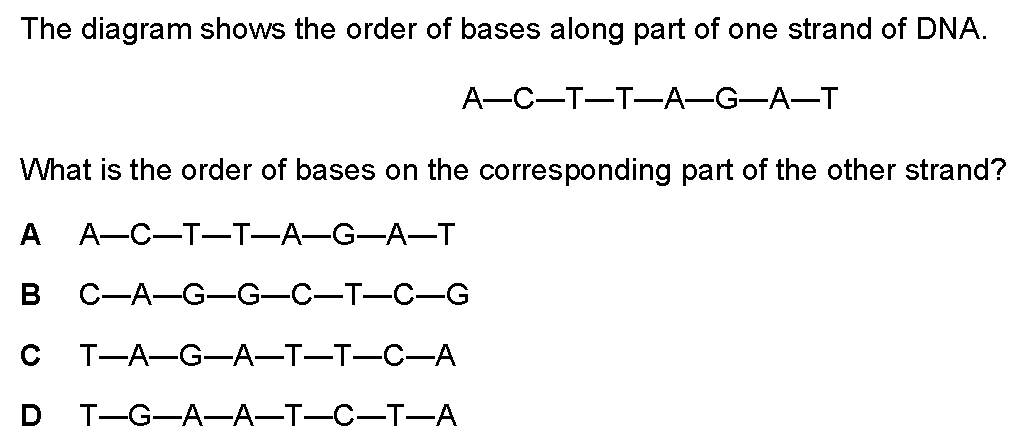 The diagram shows the order of bases along part of one strand of DNA.
A—C—T—T—A—G—A—T
What is the order of bases on the corresponding part of the other strand?
A A—C—T—T—A—G—A—T
B C—A—G—G—C—T—C—G
C T—A—G—A—T—T—C—A
D T—G—A—A—T—C—T—A